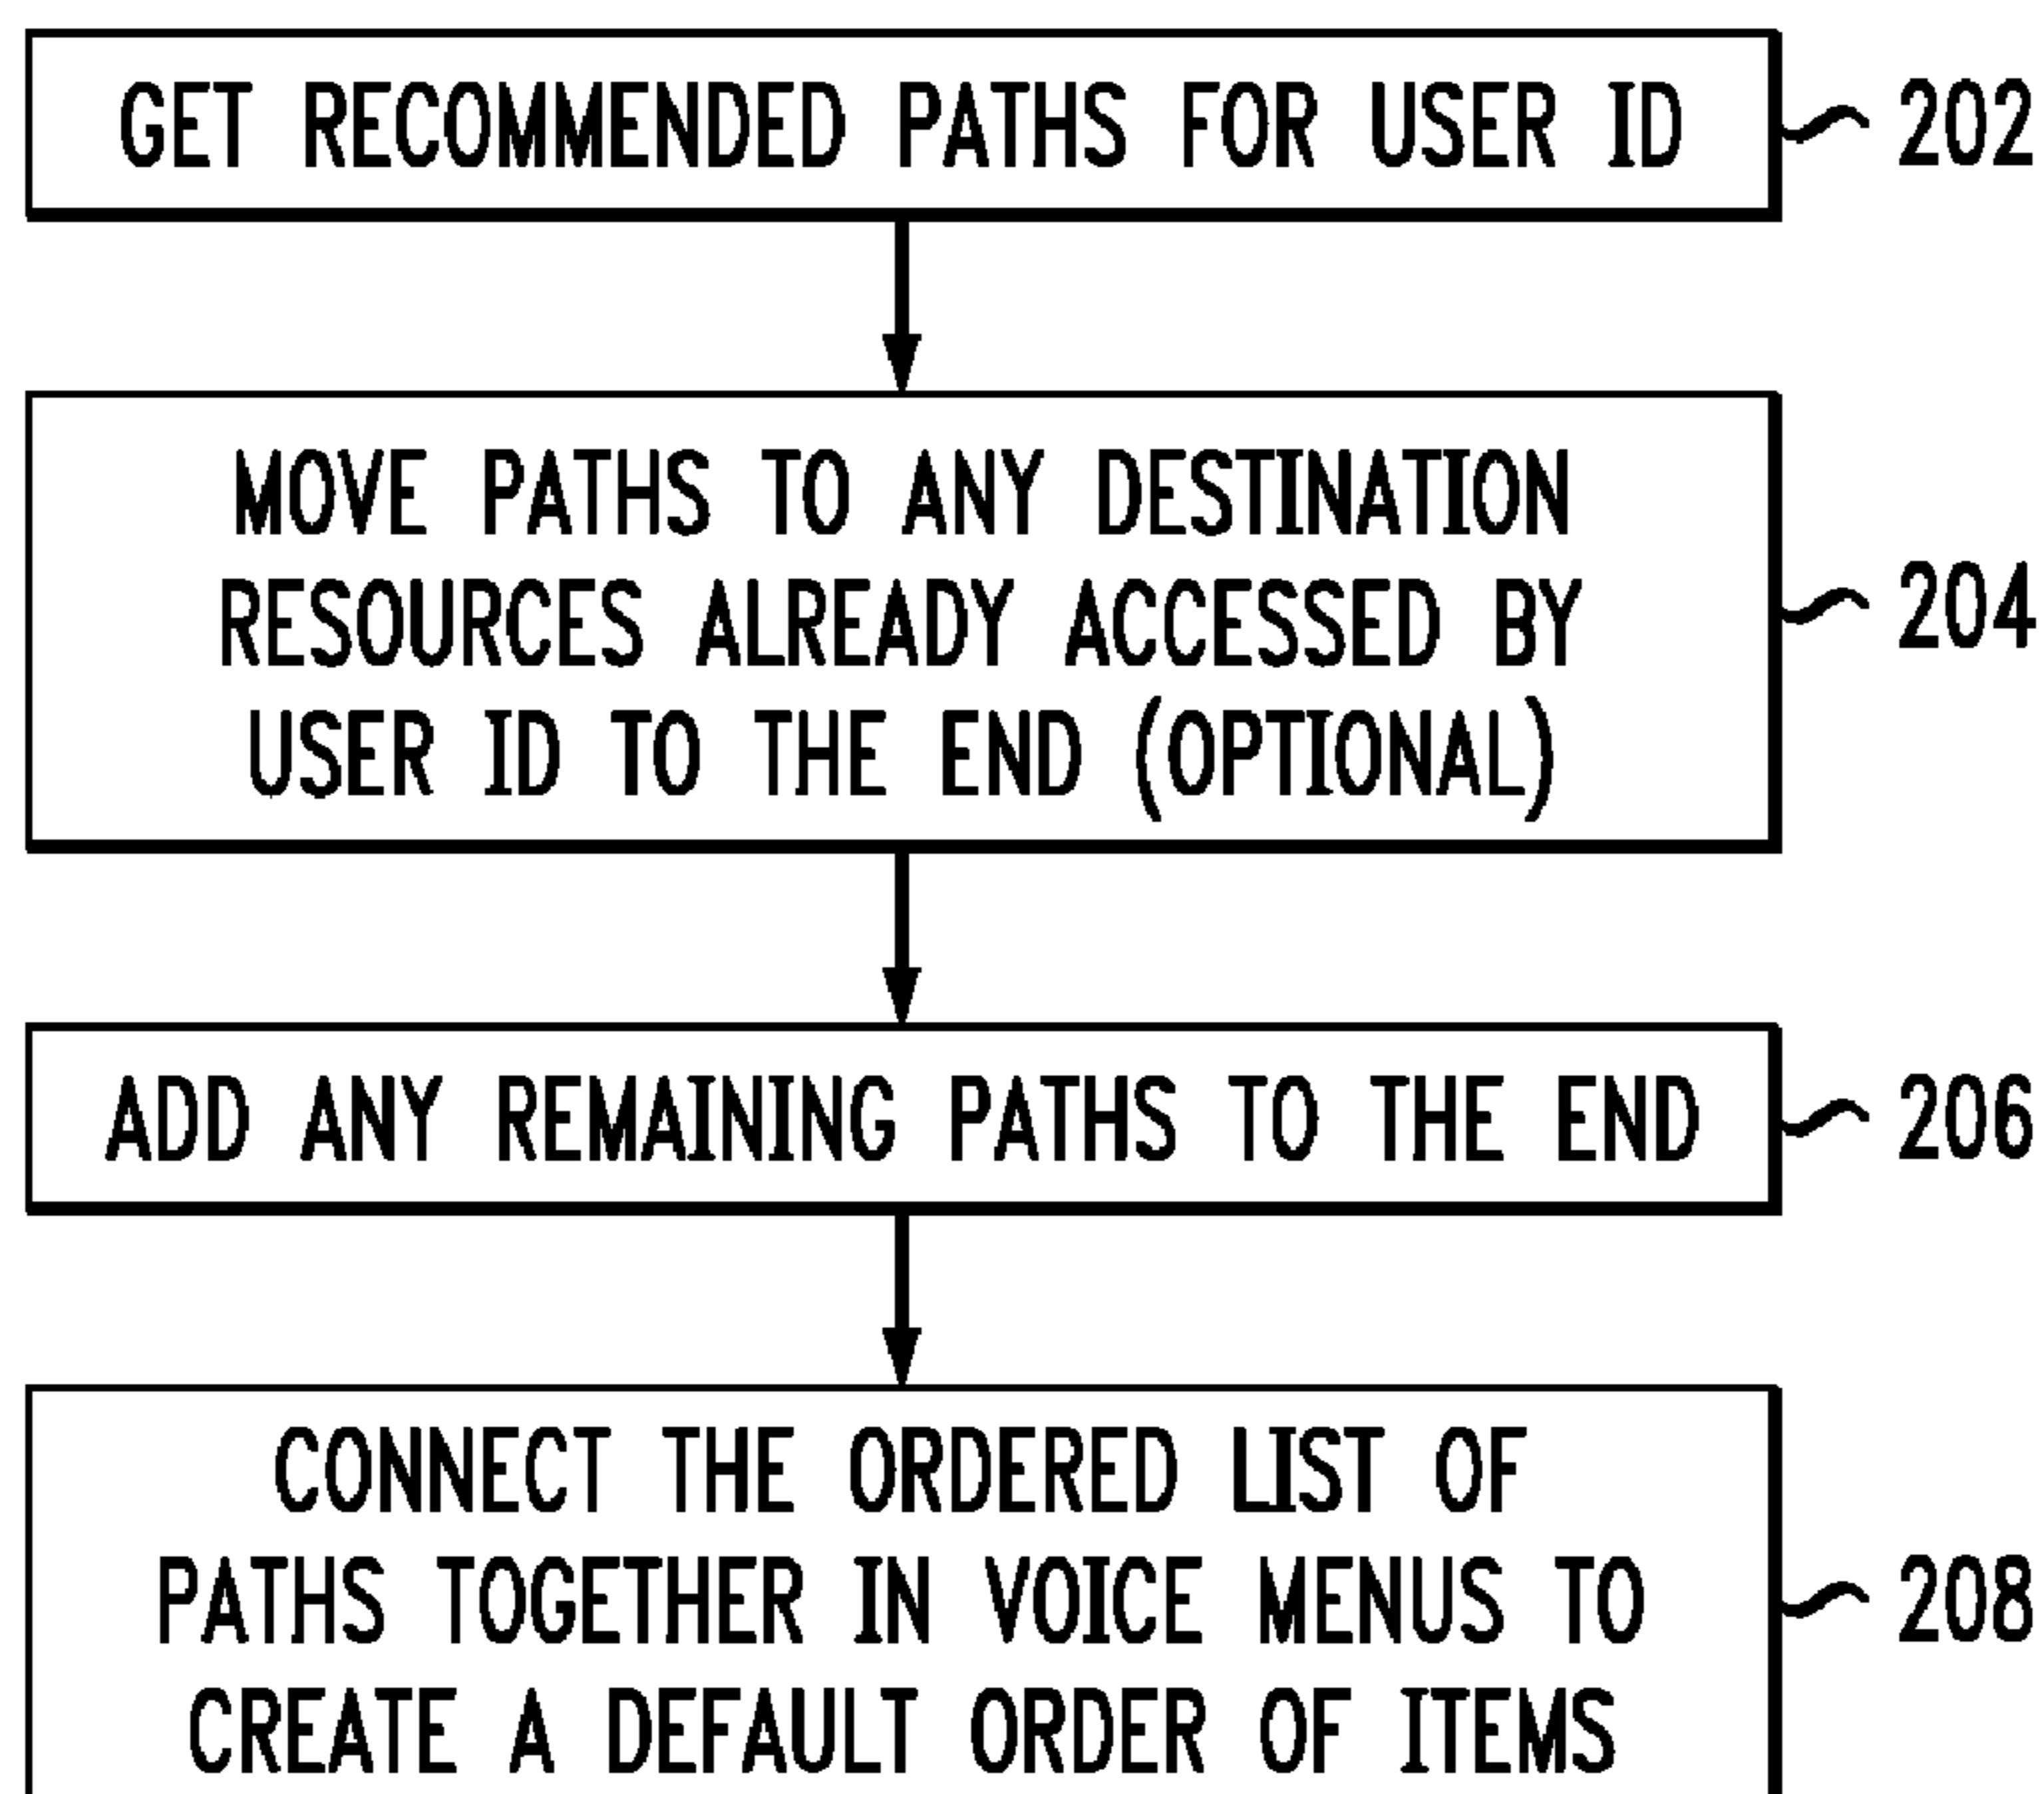 GET RECOMMENDED PATHS FOR USER ID
202
MOVE PATHS TO ANY DESTINATION
RESOURCES ALREADY ACCESSED BY
USER ID TO THE END (OPTIONAL)
204
ADD ANY REMAINING PATHS TO THE END
206
CONNECT THE ORDERED LIST OF
PATHS TOGETHER IN VOICE MENUS TO
CREATE A DEFAULT ORDER OF ITEMS
208